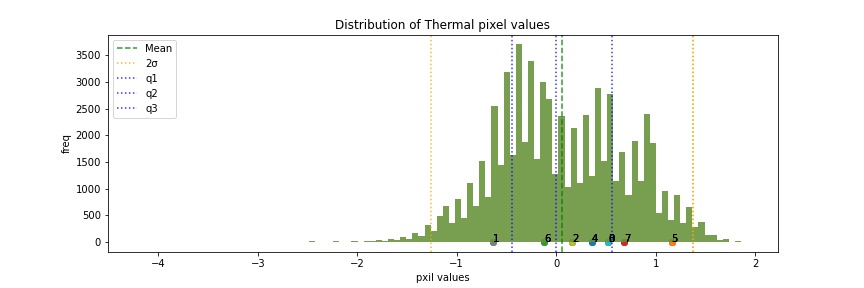 Distribution of Thermal pixel values
Mean
2σ
q1
q2
q3
freq
3500
3000
2500
2000
1500
1000
500
0
1 6 2 4 7 5
−4 −3 −2 −1 0 1 2
pxil values